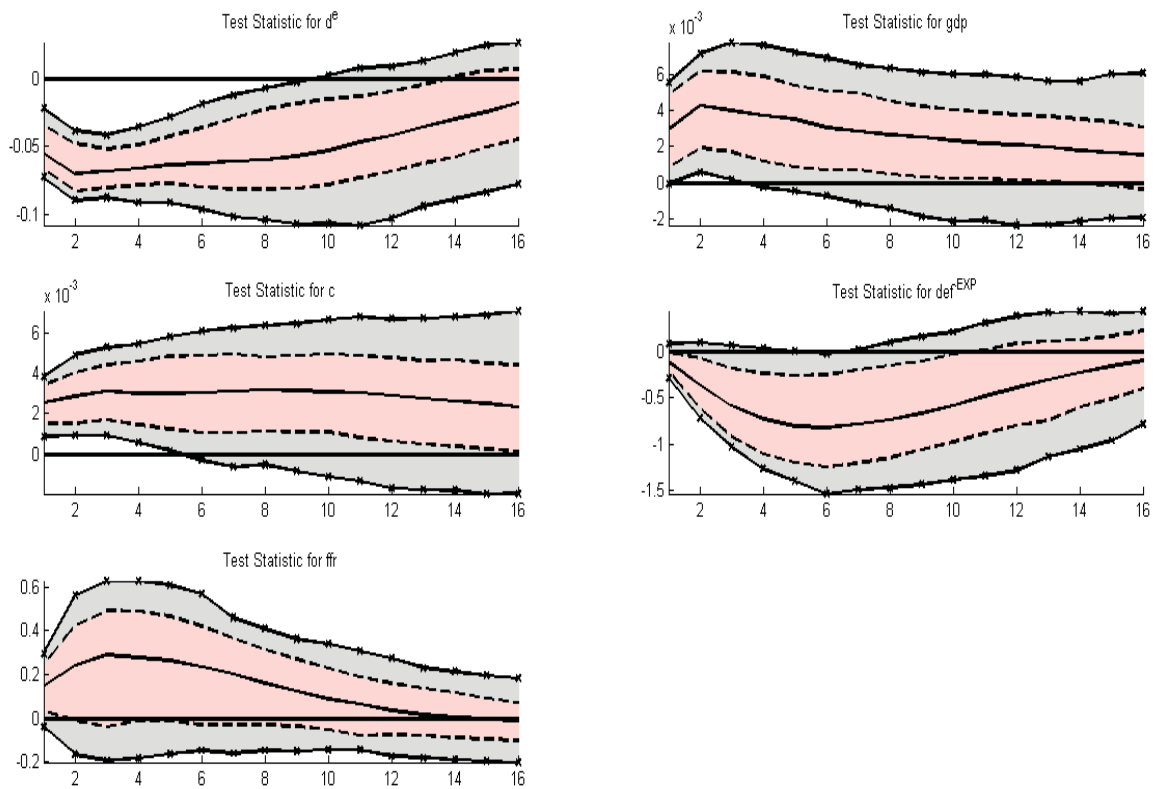 Test Statistic for dᵉ
0
-0.05
-0.1
2 4 6 8 10 12 14 16
Test Statistic for gdp
x 10⁻³
6
4
2
0
-2
2 4 6 8 10 12 14 16
Test Statistic for c
x 10⁻³
6
4
2
0
2 4 6 8 10 12 14 16
Test Statistic for def⁻ᴱˣᴾ
0
-0.5
-1
-1.5
2 4 6 8 10 12 14 16
Test Statistic for ffr
0.6
0.4
0.2
0
-0.2
2 4 6 8 10 12 14 16